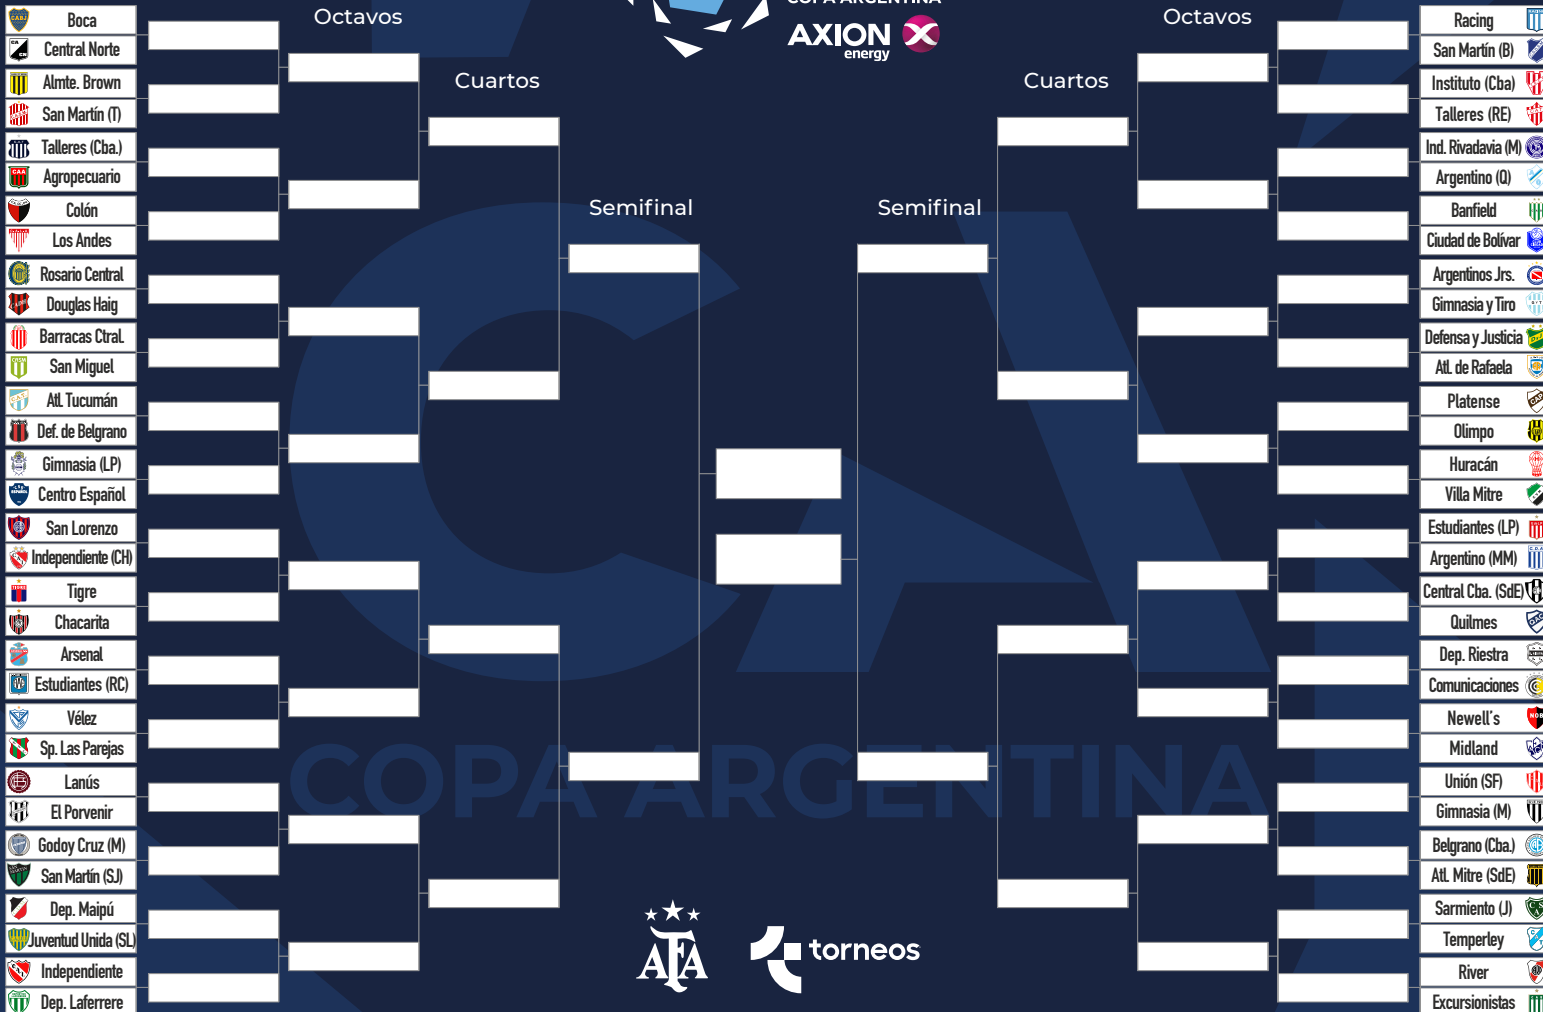 COPA ARGENTINA
AXION
energy
Octavos
Octavos
Cuartos
Cuartos
Semifinal
Semifinal
Boca
Central Norte
Almte. Brown
San Martín (T)
Talleres (Cba.)
Agropecuario
Colón
Los Andes
Rosario Central
Douglas Haig
Barracas Ctral.
San Miguel
Atl. Tucumán
Def. de Belgrano
Gimnasia (LP)
Centro Español
San Lorenzo
Independiente (CH)
Tigre
Chacarita
Arsenal
Estudiantes (RC)
Vélez
Sp. Las Parejas
Lanús
El Porvenir
Godoy Cruz (M)
San Martín (SJ)
Dep. Maipú
Juventud Unida (SL)
Independiente
Dep. Laferrere
Racing
San Martín (B)
Instituto (Cba)
Talleres (RE)
Ind. Rivadavia (M)
Argentino (Q)
Banfield
Ciudad de Bolívar
Argentinos Jrs.
Gimnasia y Tiro
Defensa y Justicia
Atl. de Rafaela
Platense
Olimpo
Huracán
Villa Mitre
Estudiantes (LP)
Argentino (MM)
Central Cba. (SdE)
Quilmes
Dep. Riestra
Comunicaciones
Newell's
Midland
Unión (SF)
Gimnasia (M)
Belgrano (Cba.)
Atl. Mitre (SdE)
Sarmiento (J)
Temperley
River
Excursionistas
CA
COPA ARGENTINA
AFA
torneos